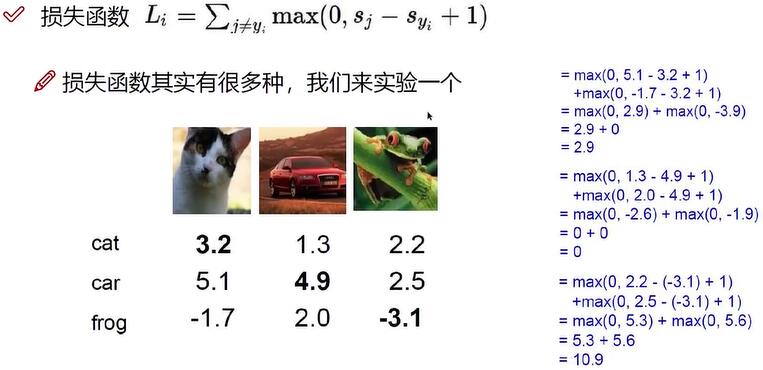 损失函数 L_i = ∑_{j≠y_i} max(0, s_j − s_{y_i} + 1)
损失函数其实有很多种，我们来实验一个
cat 3.2 1.3 2.2
car 5.1 4.9 2.5
frog -1.7 2.0 -3.1
= max(0, 5.1 - 3.2 + 1)
+max(0, -1.7 - 3.2 + 1)
= max(0, 2.9) + max(0, -3.9)
= 2.9 + 0
= 2.9
= max(0, 1.3 - 4.9 + 1)
+max(0, 2.0 - 4.9 + 1)
= max(0, -2.6) + max(0, -1.9)
= 0 + 0
= 0
= max(0, 2.2 - (-3.1) + 1)
+max(0, 2.5 - (-3.1) + 1)
= max(0, 5.3) + max(0, 5.6)
= 5.3 + 5.6
= 10.9